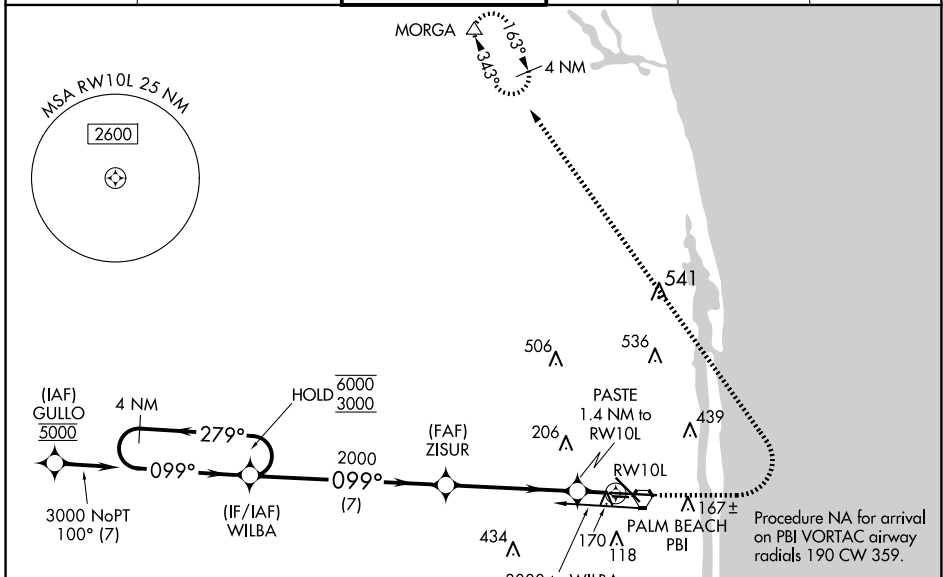 MORGA
163°
343°
4 NM
MSA RW10L 25 NM
2600
541
506
536
(IAF)
GULLO
5000
4 NM
HOLD
6000
3000
279°
099°
3000 NoPT
100° (7)
(IF/IAF)
WILBA
2000
099°
(7)
(FAF)
ZISUR
PASTE
1.4 NM to
RW10L
206
439
RW10L
167±
PALM BEACH
PBI
170
118
434
Procedure NA for arrival
on PBI VORTAC airway
radials 190 CW 359.